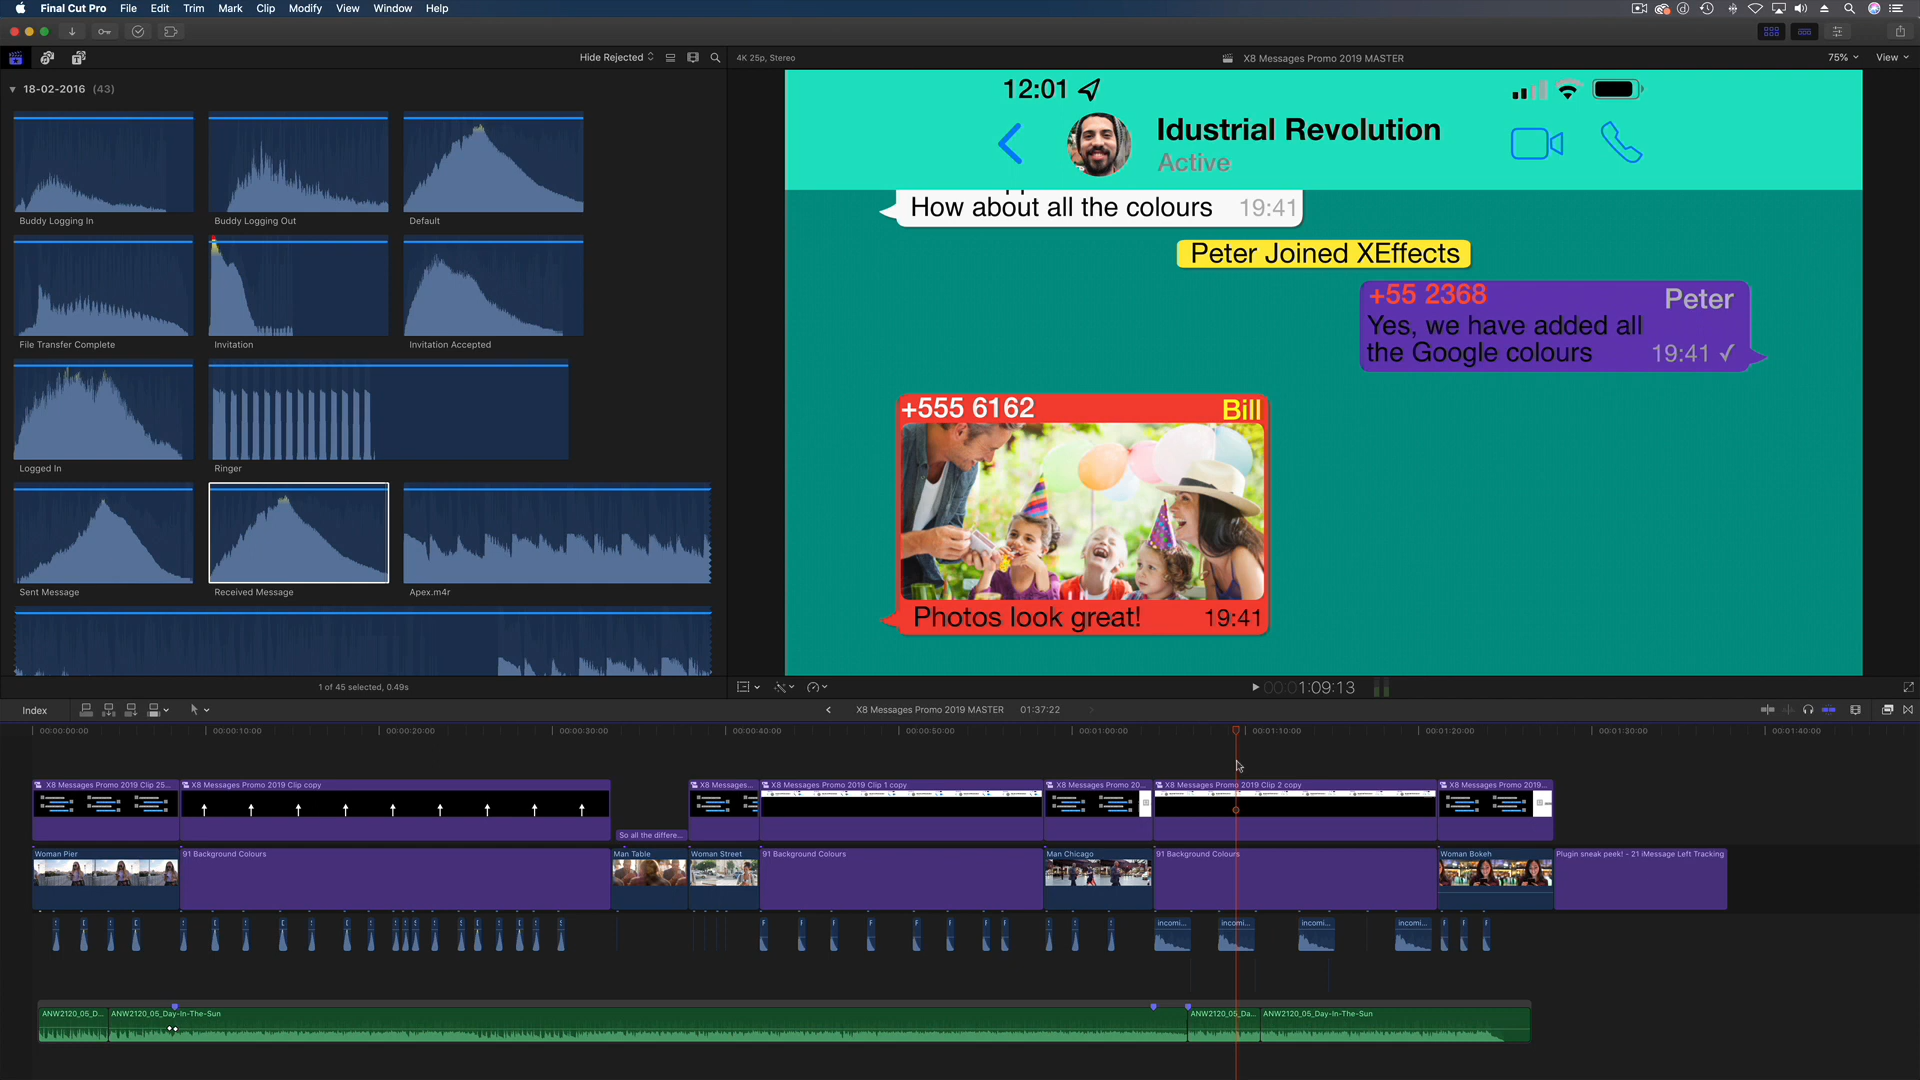 Final Cut Pro File Edit Trim Mark Clip Modify View Window Help
Hide Rejected
4K 25p, Stereo
X8 Messages Promo 2019 MASTER
75%
View
18-02-2016 (43)
Buddy Logging In
Buddy Logging Out
Default
File Transfer Complete
Invitation
Invitation Accepted
Logged In
Ringer
Sent Message
Received Message
Apex.m4r
1 of 45 selected, 0.49s
12:01
Idustrial Revolution
Active
How about all the colours 19:41
Peter Joined XEffects
+55 2368 Peter
Yes, we have added all
the Google colours 19:41 ✓
+555 6162 Bill
Photos look great! 19:41
00:01:09:13
Index
X8 Messages Promo 2019 MASTER 01:37:22
00:00:00:00 00:00:10:00 00:00:20:00 00:00:30:00 00:00:40:00 00:00:50:00 00:01:00:00 00:01:10:00 00:01:20:00 00:01:30:00 00:01:40:00
X8 Messages Promo 2019 Clip 25...
X8 Messages Promo 2019 Clip copy
X8 Messages...
X8 Messages Promo 2019 Clip 1 copy
X8 Messages Promo 20...
X8 Messages Promo 2019 Clip 2 copy
X8 Messages Promo 2019...
So all the differe...
Woman Pier
91 Background Colours
Man Table
Woman Street
91 Background Colours
Man Chicago
91 Background Colours
Woman Bokeh
Plugin sneak peek! - 21 iMessage Left Tracking
incomi... incomi... incomi... incomi...
ANW2120_05_D...
ANW2120_05_Day-In-The-Sun
ANW2120_05_Da...
ANW2120_05_Day-In-The-Sun